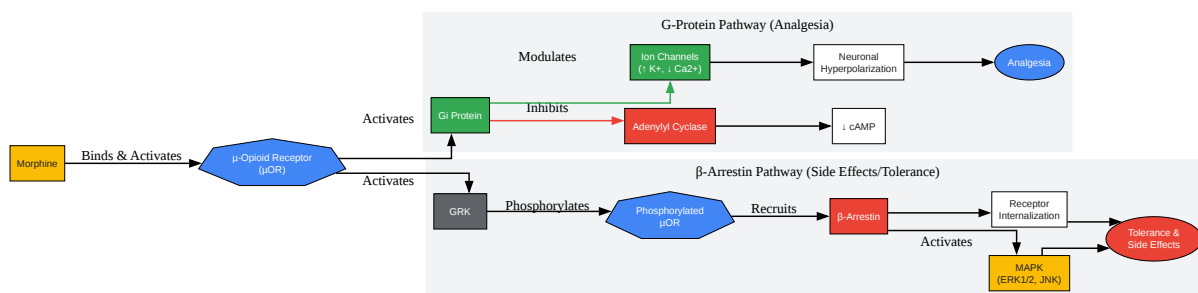 G-Protein Pathway (Analgesia)
Modulates
Ion Channels
(↑ K+, ↓ Ca2+)
Neuronal
Hyperpolarization
Analgesia
Activates
Gi Protein
Inhibits
Adenylyl Cyclase
↓ cAMP
Morphine
Binds & Activates
μ-Opioid Receptor
(μOR)
β-Arrestin Pathway (Side Effects/Tolerance)
Activates
GRK
Phosphorylates
Phosphorylated
μOR
Recruits
β-Arrestin
Receptor
Internalization
Activates
MAPK
(ERK1/2, JNK)
Tolerance &
Side Effects